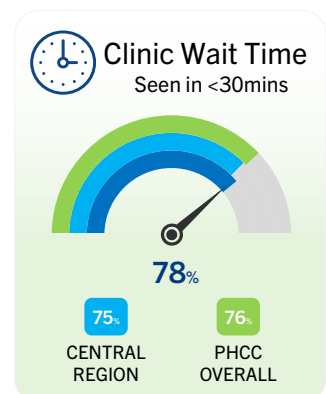 Clinic Wait Time
Seen in <30mins
78%
75%
76%
CENTRAL
REGION
PHCC
OVERALL